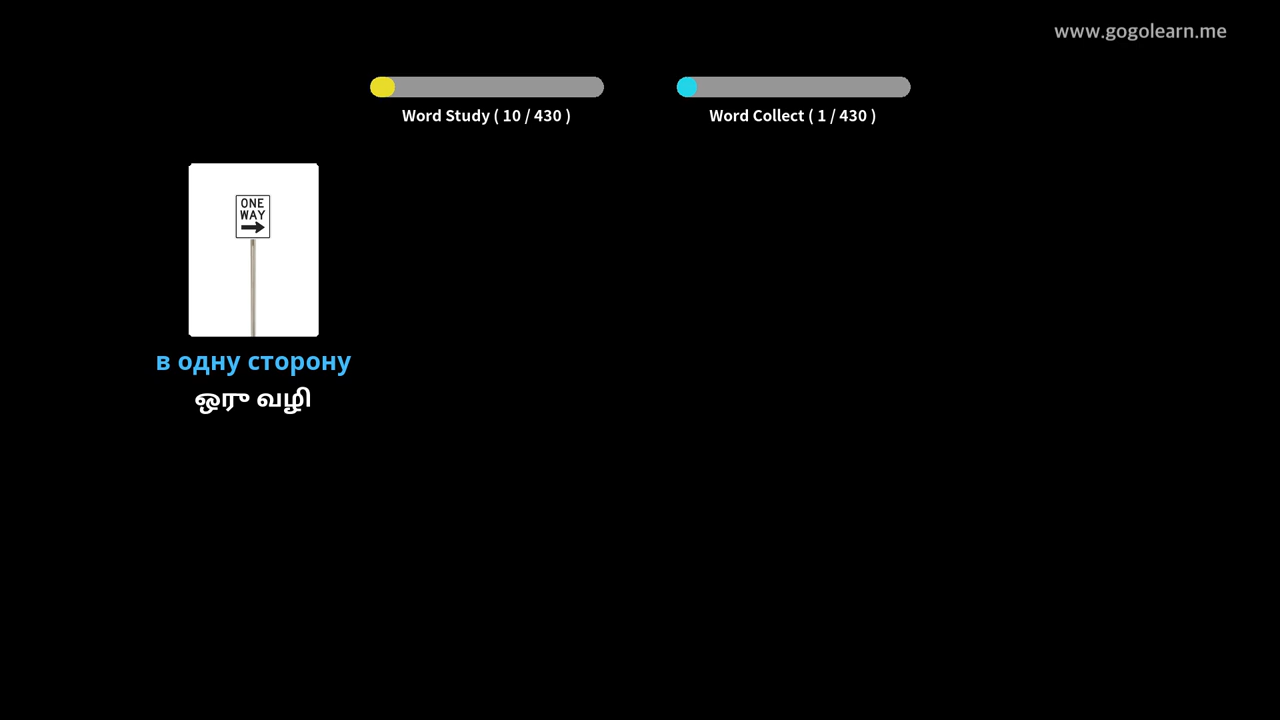 www.gogolearn.me
Word Study ( 10 / 430 )
Word Collect ( 1 / 430 )
ONE
WAY
в одну сторону
ஒரு வழி